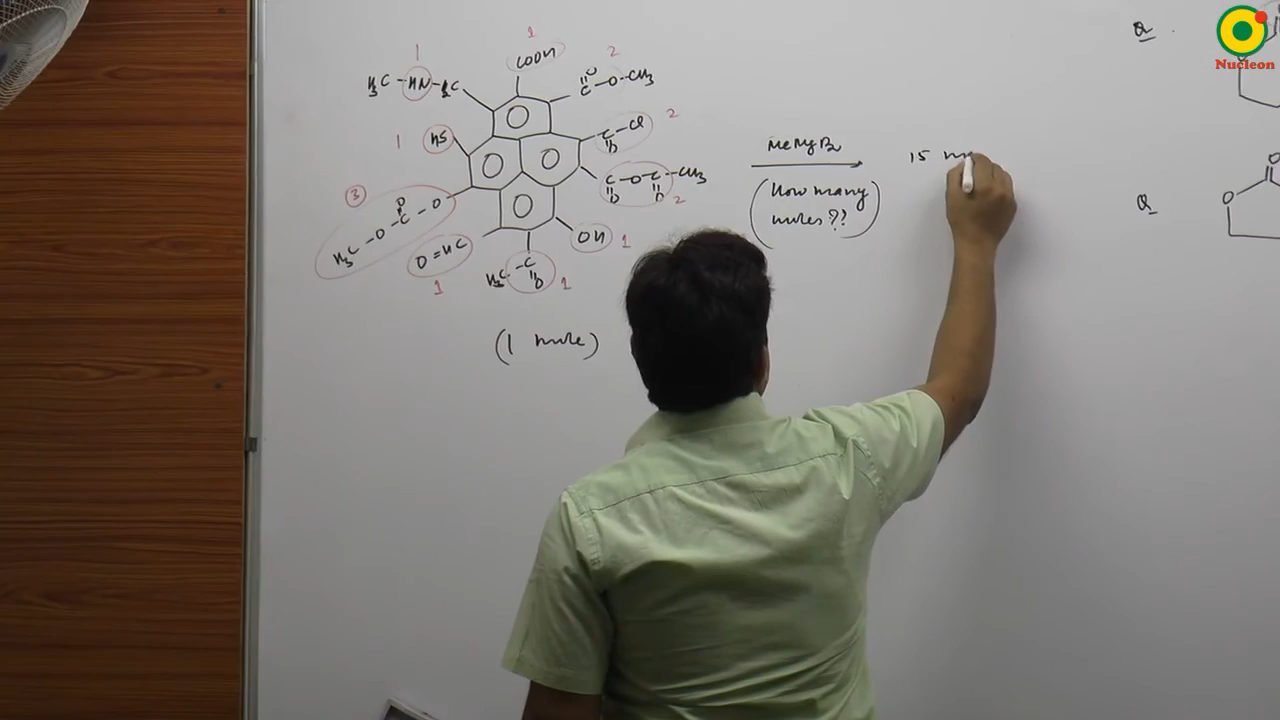 Q.
Nucleon
1
COOH
2
H3C-HN-H2C
1
C-O-CH3
O
1
HS
C-Cl
O
2
MeMgBr
(How many
moles??)
15 m
C-O-C-CH3
O O
2
3
H3C-O-C-O
O
O=HC
1
OH
1
H3C-C
O
1
(1 mole)
Q
O
O